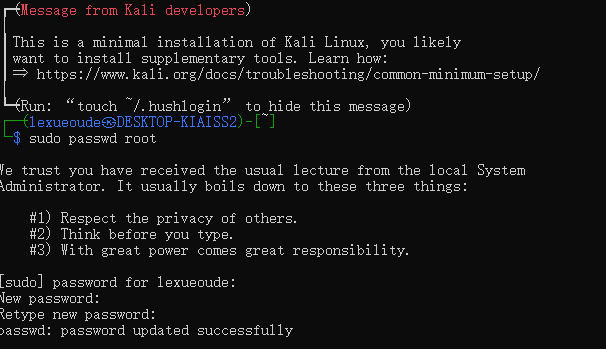 (Message from Kali developers)
This is a minimal installation of Kali Linux, you likely
want to install supplementary tools. Learn how:
⇒ https://www.kali.org/docs/troubleshooting/common-minimum-setup/
(Run: “touch ~/.hushlogin” to hide this message)
(lexueoude㉿DESKTOP-KIAISS2)-[~]
$ sudo passwd root
We trust you have received the usual lecture from the local System
Administrator. It usually boils down to these three things:
#1) Respect the privacy of others.
#2) Think before you type.
#3) With great power comes great responsibility.
[sudo] password for lexueoude:
New password:
Retype new password:
passwd: password updated successfully